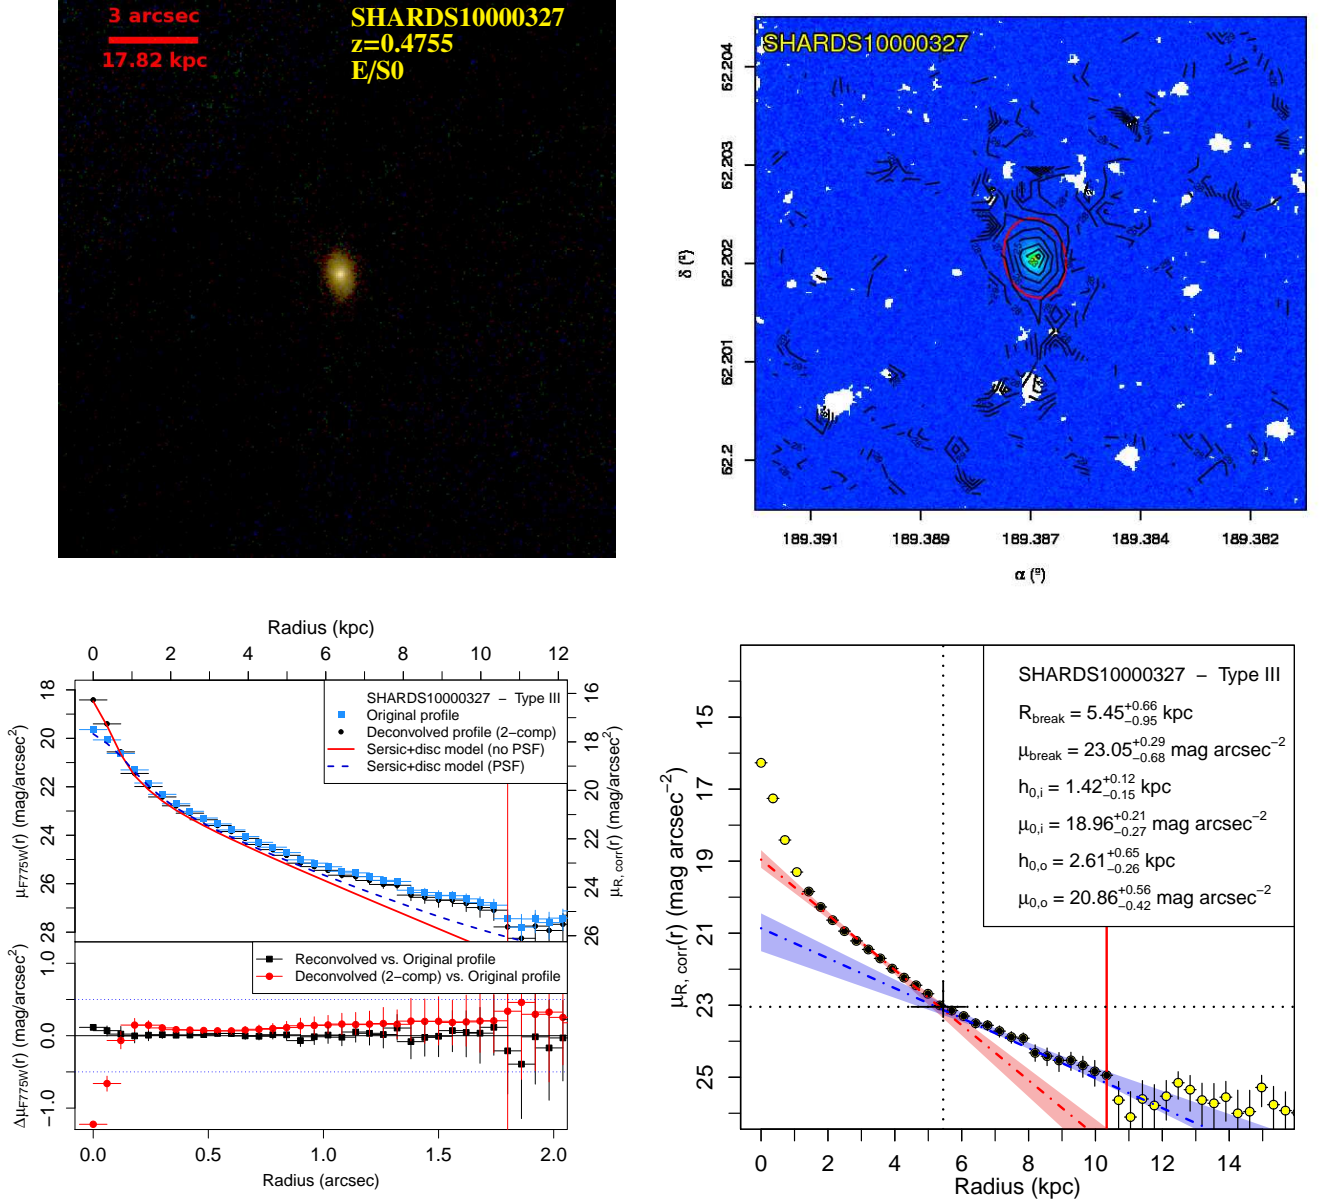 3 arcsec
17.82 kpc
SHARDS10000327
z=0.4755
E/S0
SHARDS10000327
62.204
62.203
62.202
62.201
62.2
δ (º)
189.391
189.389
189.387
189.384
189.382
α (º)
Radius (kpc)
0 2 4 6 8 10 12
SHARDS10000327 – Type III
Original profile
Deconvolved profile (2−comp)
Sersic+disc model (no PSF)
Sersic+disc model (PSF)
18 20 22 24 26 28
μF775W(r) (mag/arcsec²)
16 18 20 22 24 26
μR, corr(r) (mag/arcsec²)
Reconvolved vs. Original profile
Deconvolved (2−comp) vs. Original profile
1.0 0.0 −1.0
ΔμF775W(r) (mag/arcsec²)
0.0 0.5 1.0 1.5 2.0
Radius (arcsec)
SHARDS10000327 – Type III
Rbreak = 5.45 +0.66 −0.95 kpc
μbreak = 23.05 +0.29 −0.68 mag arcsec−2
h0,i = 1.42 +0.12 −0.15 kpc
μ0,i = 18.96 +0.21 −0.27 mag arcsec−2
h0,o = 2.61 +0.65 −0.26 kpc
μ0,o = 20.86 +0.56 −0.42 mag arcsec−2
15 17 19 21 23 25
μR, corr(r) (mag arcsec−2)
0 2 4 6 8 10 12 14
Radius (kpc)